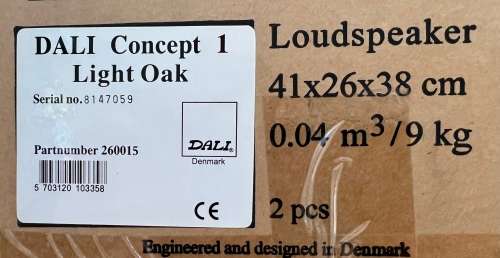 DALI Concept 1
Light Oak
Serial no. 8147059
DALI
Denmark
Partnumber 260015
5 703120 103358
CE
Loudspeaker
41x26x38 cm
0.04 m³/9 kg
2 pcs
Engineered and designed in Denmark